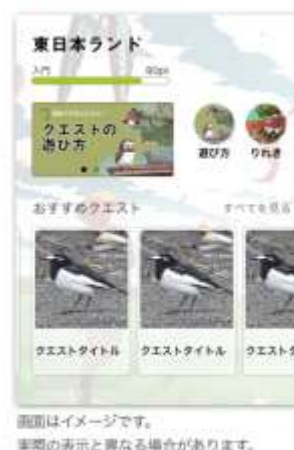 東日本ランド
入門
クエストの
遊び方
遊び方
りれき
おすすめクエスト
すべてを見る
クエストタイトル
クエストタイトル
クエストタ
画面はイメージです。
実際の表示と異なる場合があります。